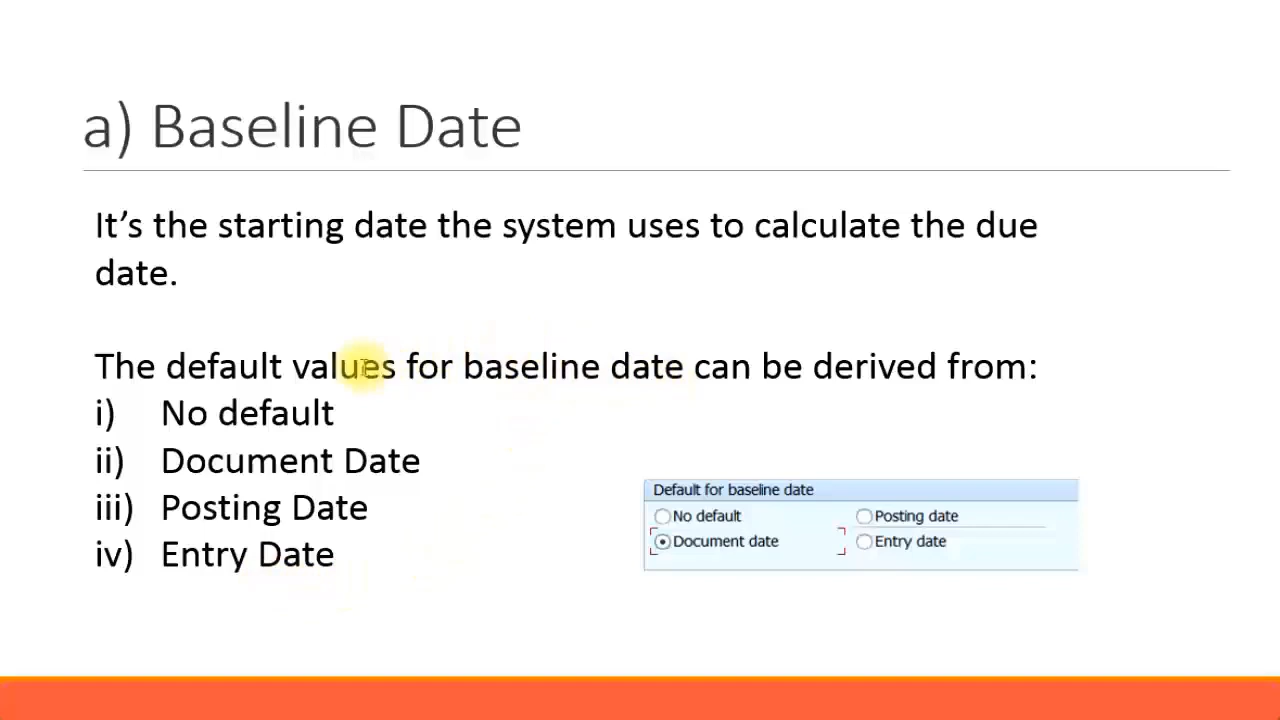 a) Baseline Date
It’s the starting date the system uses to calculate the due
date.
The default values for baseline date can be derived from:
i) No default
ii) Document Date
iii) Posting Date
iv) Entry Date
Default for baseline date
No default Posting date
Document date Entry date